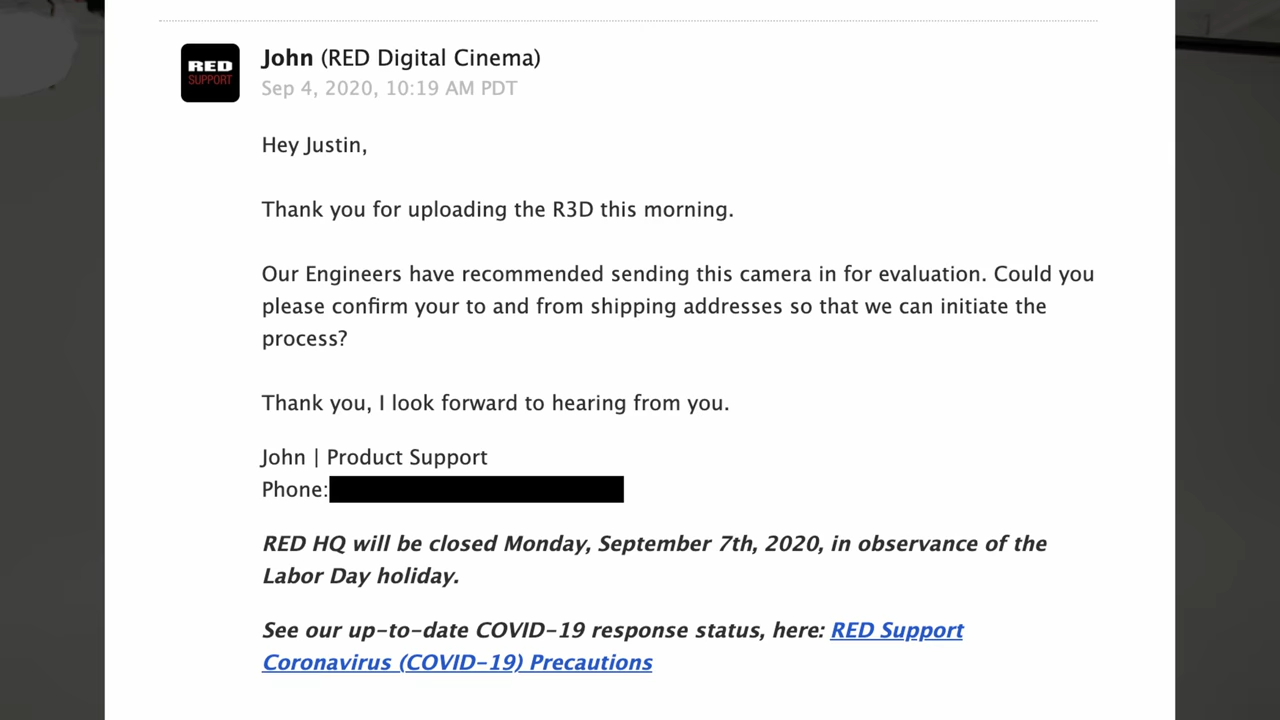 RED
SUPPORT
John (RED Digital Cinema)
Sep 4, 2020, 10:19 AM PDT
Hey Justin,
Thank you for uploading the R3D this morning.
Our Engineers have recommended sending this camera in for evaluation. Could you
please confirm your to and from shipping addresses so that we can initiate the
process?
Thank you, I look forward to hearing from you.
John | Product Support
Phone:
RED HQ will be closed Monday, September 7th, 2020, in observance of the
Labor Day holiday.
See our up-to-date COVID-19 response status, here: RED Support
Coronavirus (COVID-19) Precautions